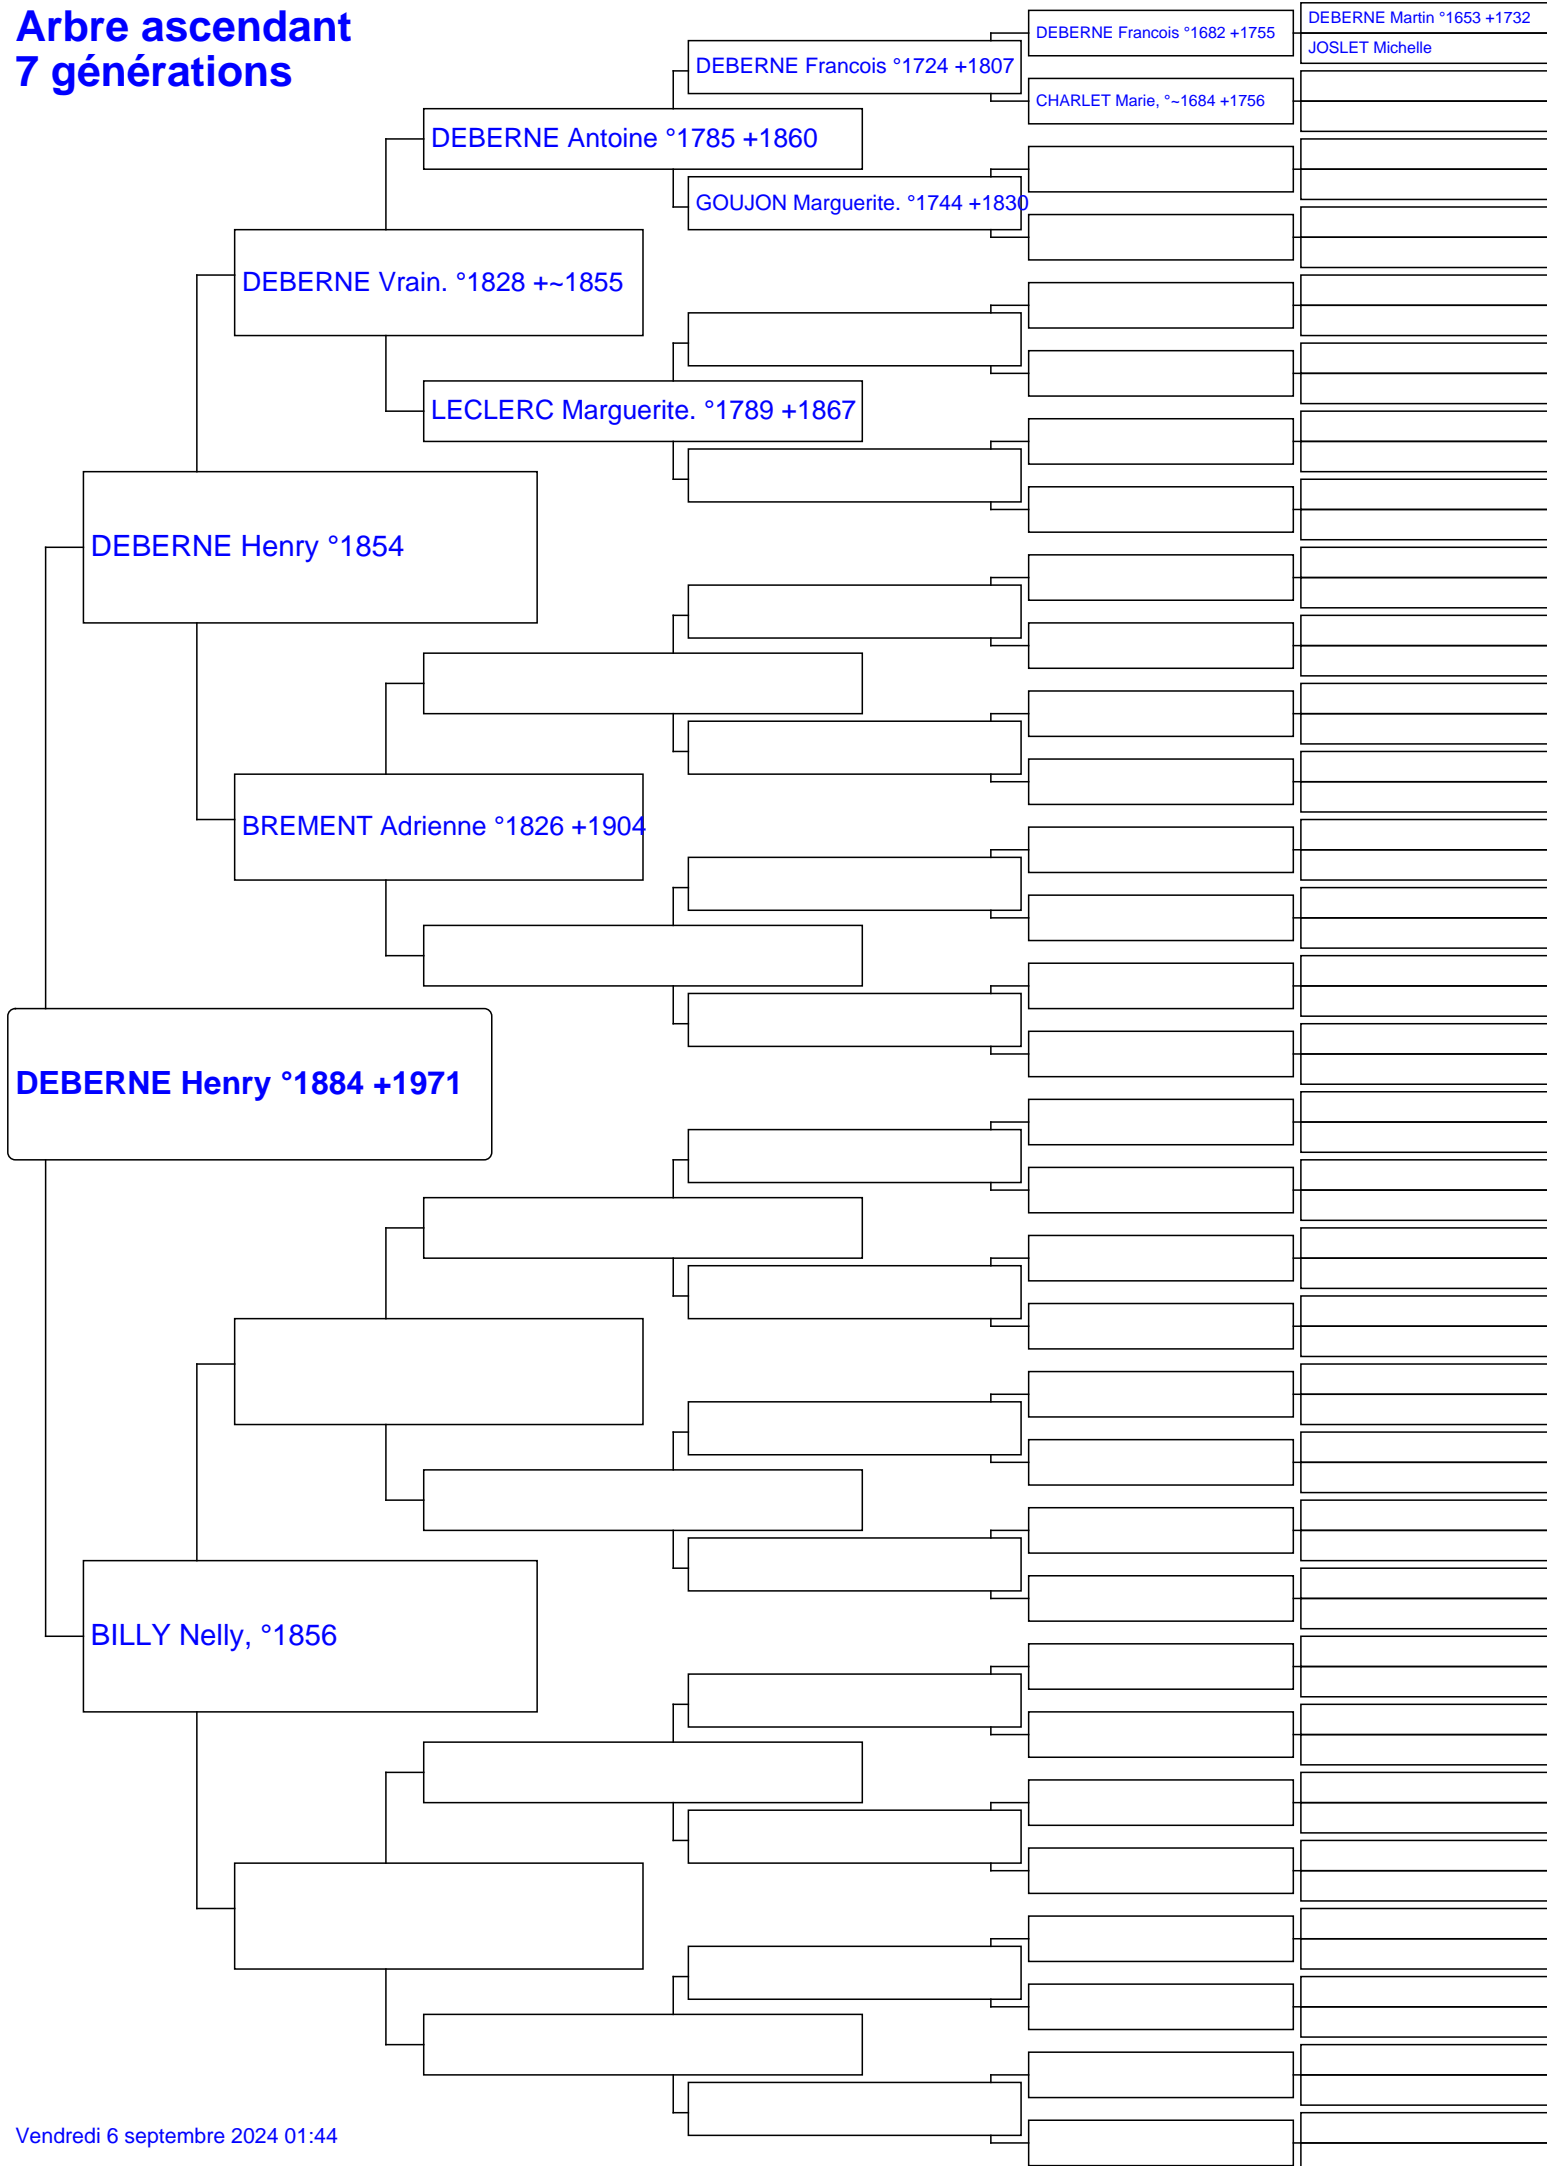 Arbre ascendant
7 générations
DEBERNE Martin °1653 +1732
DEBERNE Francois °1682 +1755
JOSLET Michelle
DEBERNE Francois °1724 +1807
CHARLET Marie, °~1684 +1756
DEBERNE Antoine °1785 +1860
GOUJON Marguerite. °1744 +1830
DEBERNE Vrain. °1828 +~1855
LECLERC Marguerite. °1789 +1867
DEBERNE Henry °1854
BREMENT Adrienne °1826 +1904
DEBERNE Henry °1884 +1971
BILLY Nelly, °1856
Vendredi 6 septembre 2024 01:44